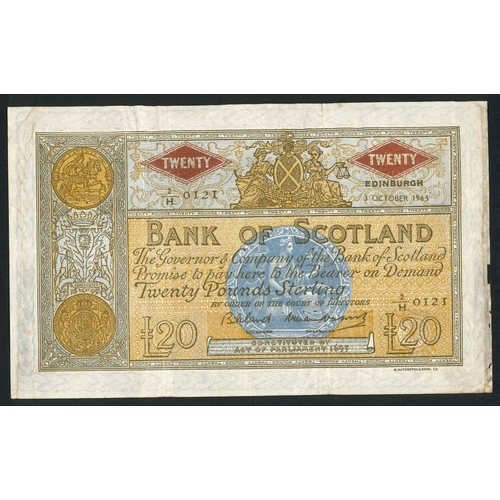 TWENTY TWENTY
EDINBURGH
2/H 0121 3 OCTOBER 1963
BANK OF SCOTLAND
The Governor & Company of the Bank of Scotland
Promise to pay here to the Bearer on Demand
Twenty Pounds Sterling
BY ORDER OF THE COURT OF DIRECTORS
2/H 0121
£20 £20
CONSTITUTED BY
ACT OF PARLIAMENT 1695